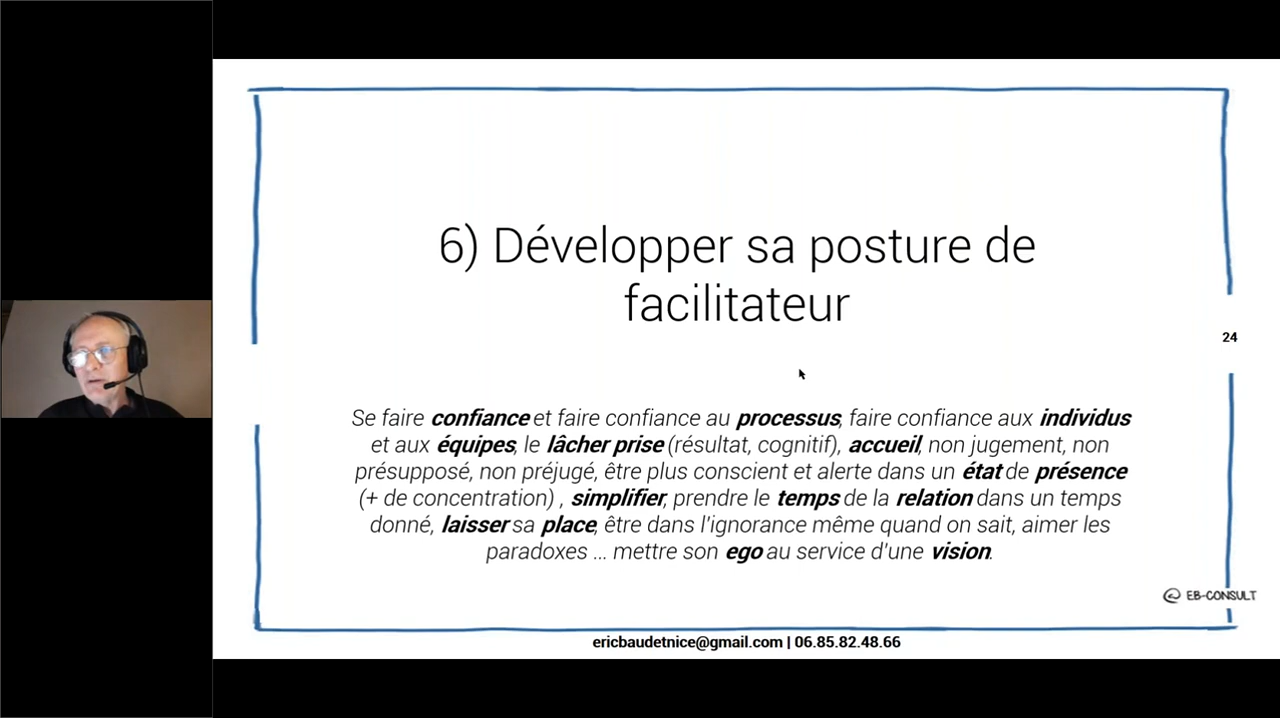 6) Développer sa posture de
facilitateur
24
Se faire confiance et faire confiance au processus, faire confiance aux individus
et aux équipes, le lâcher prise (résultat, cognitif), accueil, non jugement, non
présupposé, non préjugé, être plus conscient et alerte dans un état de présence
(+ de concentration) , simplifier, prendre le temps de la relation dans un temps
donné, laisser sa place, être dans l'ignorance même quand on sait, aimer les
paradoxes ... mettre son ego au service d'une vision.
@ EB-CONSULT
ericbaudetnice@gmail.com | 06.85.82.48.66